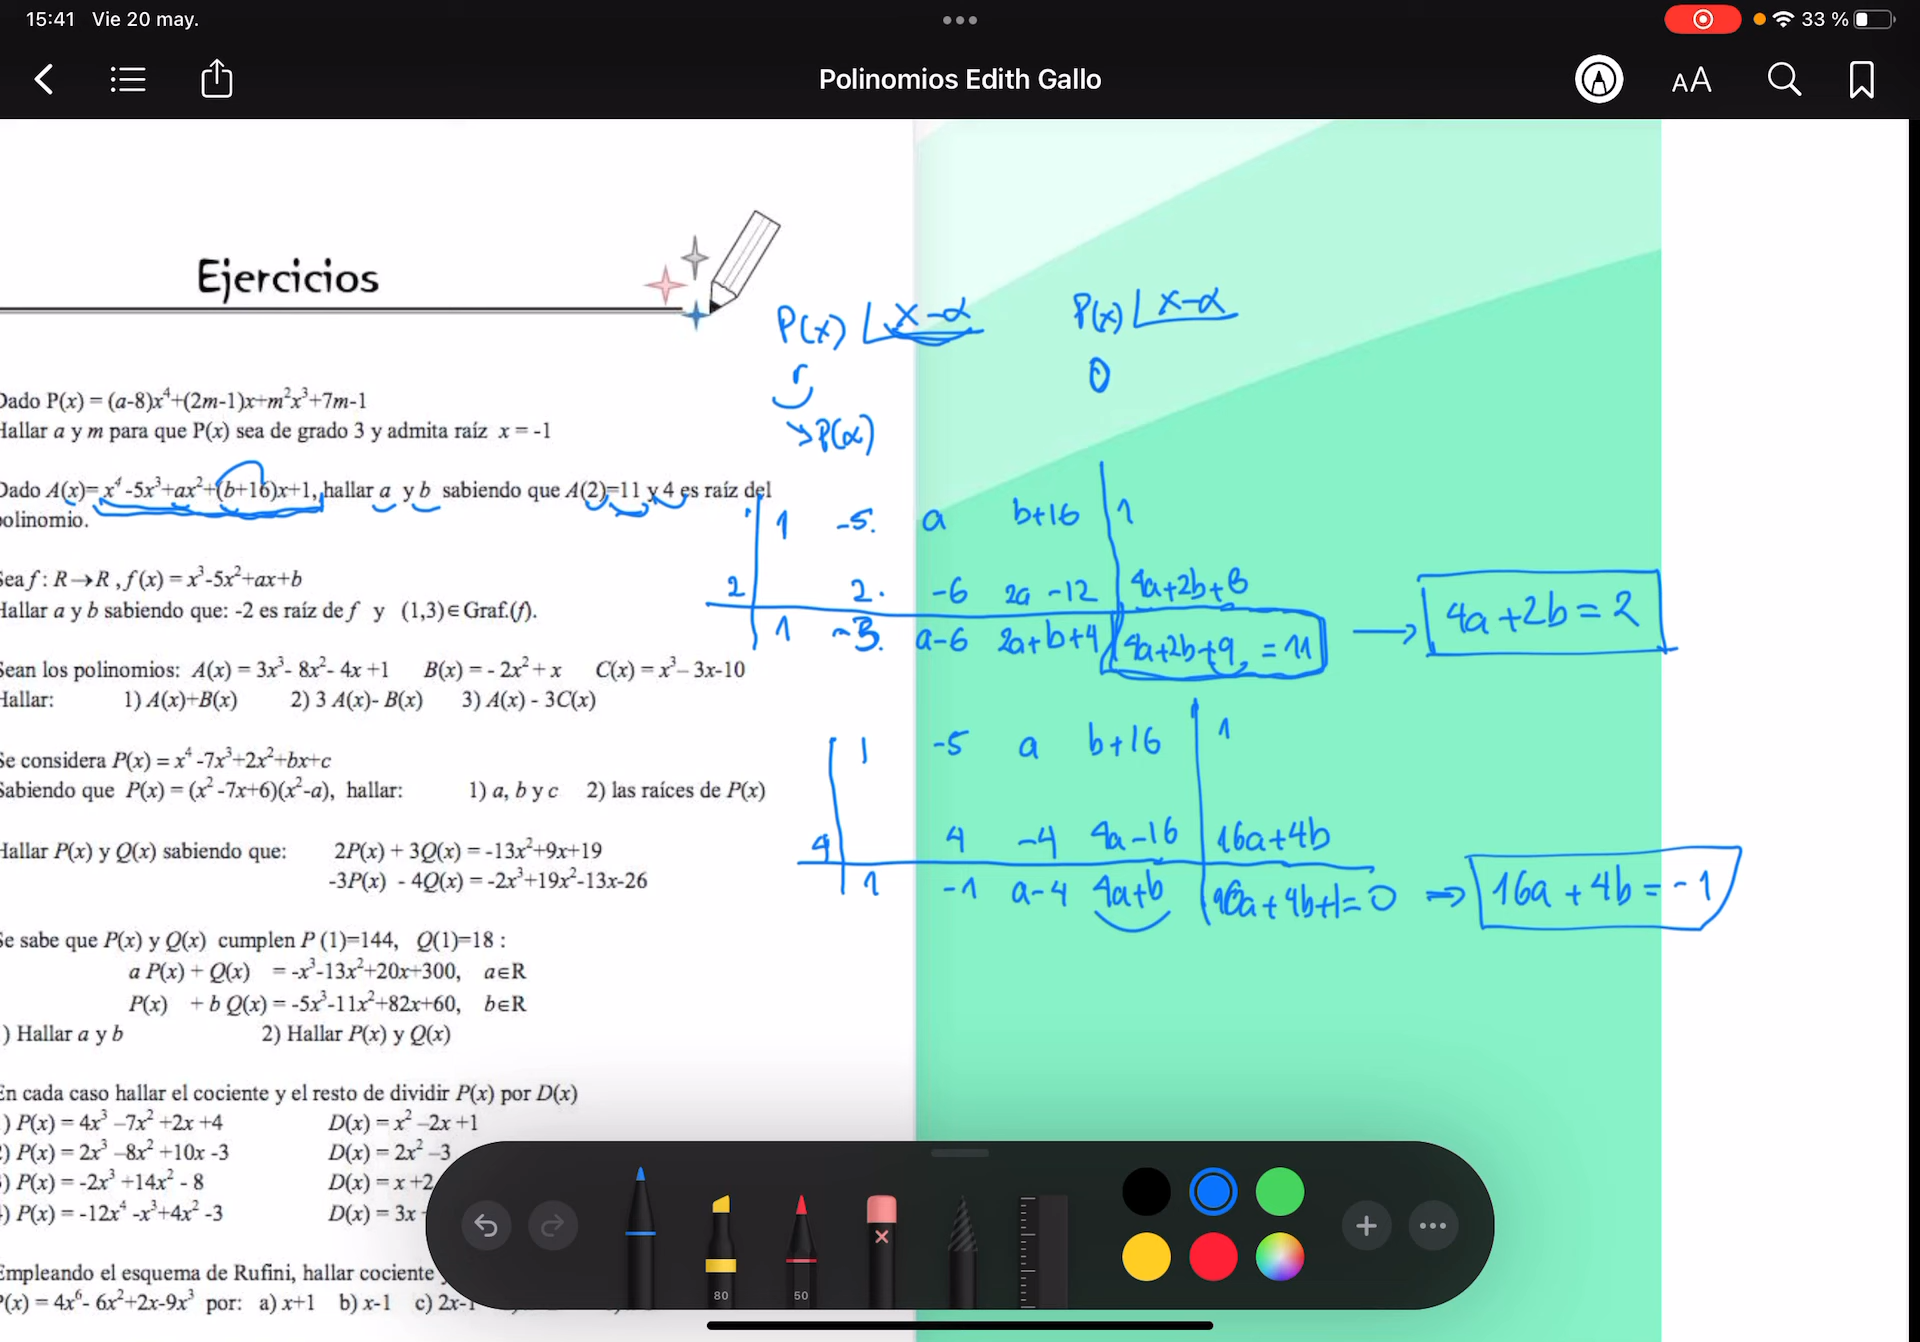 15:41 Vie 20 may.
33 %
Polinomios Edith Gallo
AA
Ejercicios
Dado P(x) = (a-8)x⁴+(2m-1)x+m²x³+7m-1
Hallar a y m para que P(x) sea de grado 3 y admita raíz x = -1
Dado A(x)= x⁴-5x³+ax²+(b+16)x+1, hallar a y b sabiendo que A(2)=11 y 4 es raíz del
polinomio.
Sea f : R→R , f(x) = x³-5x²+ax+b
Hallar a y b sabiendo que: -2 es raíz de f y (1,3)∈Graf.(f).
Sean los polinomios: A(x) = 3x³- 8x²- 4x +1 B(x) = - 2x²+ x C(x) = x³– 3x-10
Hallar: 1) A(x)+B(x) 2) 3 A(x)- B(x) 3) A(x) - 3C(x)
Se considera P(x) = x⁴ -7x³+2x²+bx+c
Sabiendo que P(x) = (x² -7x+6)(x²-a), hallar: 1) a, b y c 2) las raíces de P(x)
Hallar P(x) y Q(x) sabiendo que: 2P(x) + 3Q(x) = -13x²+9x+19
-3P(x) - 4Q(x) = -2x³+19x²-13x-26
Se sabe que P(x) y Q(x) cumplen P (1)=144, Q(1)=18 :
a P(x) + Q(x) = -x³-13x²+20x+300, a∈R
P(x) + b Q(x) = -5x³-11x²+82x+60, b∈R
) Hallar a y b 2) Hallar P(x) y Q(x)
En cada caso hallar el cociente y el resto de dividir P(x) por D(x)
) P(x) = 4x³ –7x² +2x +4 D(x) = x² –2x +1
) P(x) = 2x³ –8x² +10x -3 D(x) = 2x² –3
) P(x) = -2x³ +14x² - 8 D(x) = x +2
) P(x) = -12x⁴ -x³+4x² -3 D(x) = 3x
Empleando el esquema de Rufini, hallar cociente
P(x) = 4x⁶- 6x²+2x-9x³ por: a) x+1 b) x-1 c) 2x-1
P(x) x-α P(x) x-α
r 0
P(α)
1 -5. a b+16 1
2 2. -6 2a -12 4a+2b+8
1 -3. a-6 2a+b+4 4a+2b+9 = 11 → 4a+2b = 2
1 -5 a b+16 1
4 4 -4 4a-16 16a+4b
1 -1 a-4 4a+b 16a+4b+1=0 ⇒ 16a + 4b = -1
80 50